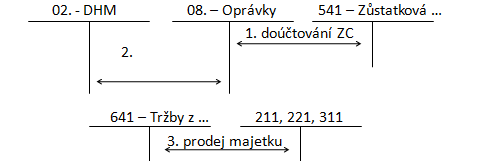 02. - DHM 08. – Oprávky 541 – Zůstatková ...
1. doúčtování ZC
2.
641 – Tržby z ... 211, 221, 311
3. prodej majetku